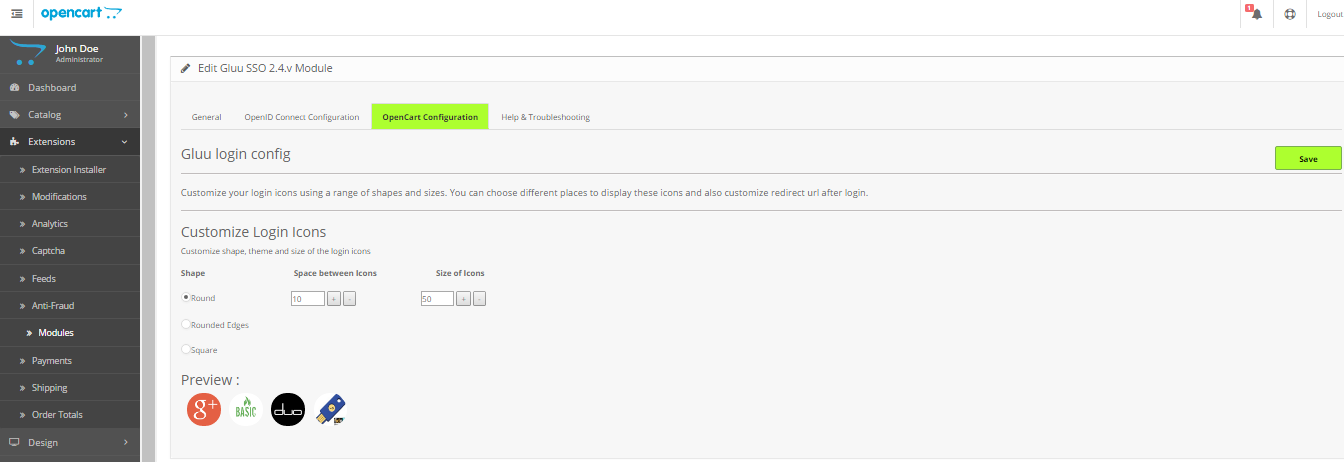 opencart
1
Logout
John Doe
Administrator
Dashboard
Catalog
Extensions
Extension Installer
Modifications
Analytics
Captcha
Feeds
Anti-Fraud
Modules
Payments
Shipping
Order Totals
Design
Edit Gluu SSO 2.4.v Module
General OpenID Connect Configuration OpenCart Configuration Help & Troubleshooting
Gluu login config
Save
Customize your login icons using a range of shapes and sizes. You can choose different places to display these icons and also customize redirect url after login.
Customize Login Icons
Customize shape, theme and size of the login icons
Shape Space between Icons Size of Icons
Round 10 + - 50 + -
Rounded Edges
Square
Preview :
g+ BASIC duo